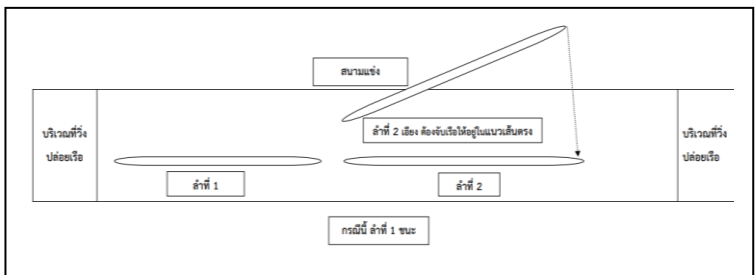 สนามแข่ง
บริเวณที่วิ่ง
ปล่อยเรือ
ลำที่ 2 เอียง ต้องจับเรือให้อยู่ในแนวเส้นตรง
บริเวณที่วิ่ง
ปล่อยเรือ
ลำที่ 1
ลำที่ 2
กรณีนี้ ลำที่ 1 ชนะ